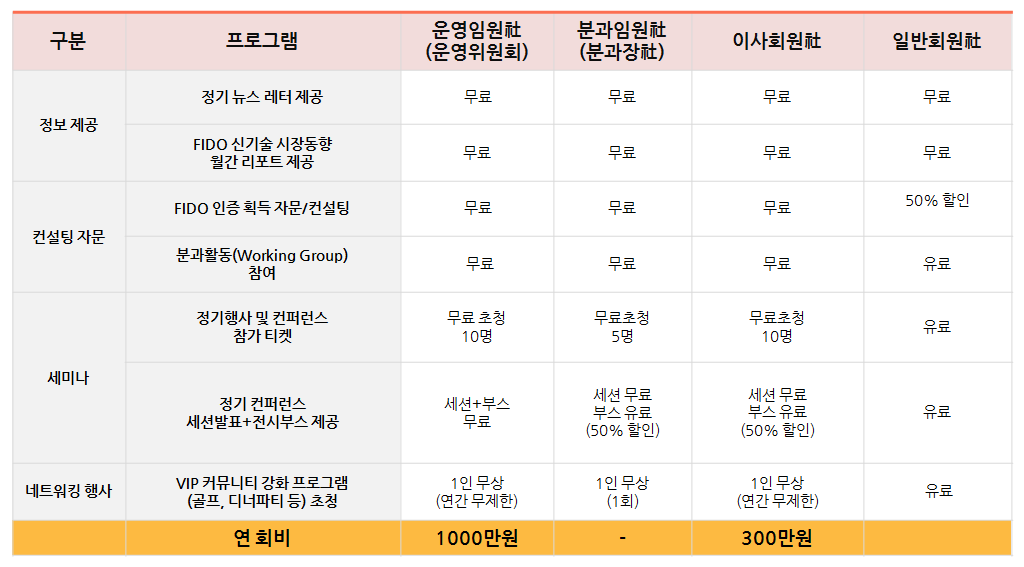 구분
프로그램
운영임원社
(운영위원회)
분과임원社
(분과장社)
이사회원社
일반회원社
정보 제공
정기 뉴스 레터 제공
무료
무료
무료
무료
FIDO 신기술 시장동향
월간 리포트 제공
무료
무료
무료
무료
컨설팅 자문
FIDO 인증 획득 자문/컨설팅
무료
무료
무료
50% 할인
분과활동(Working Group)
참여
무료
무료
무료
유료
세미나
정기행사 및 컨퍼런스
참가 티켓
무료 초청
10명
무료초청
5명
무료초청
10명
유료
정기 컨퍼런스
세션발표+전시부스 제공
세션+부스
무료
세션 무료
부스 유료
(50% 할인)
세션 무료
부스 유료
(50% 할인)
유료
네트워킹 행사
VIP 커뮤니티 강화 프로그램
(골프, 디너파티 등) 초청
1인 무상
(연간 무제한)
1인 무상
(1회)
1인 무상
(연간 무제한)
유료
연 회비
1000만원
-
300만원